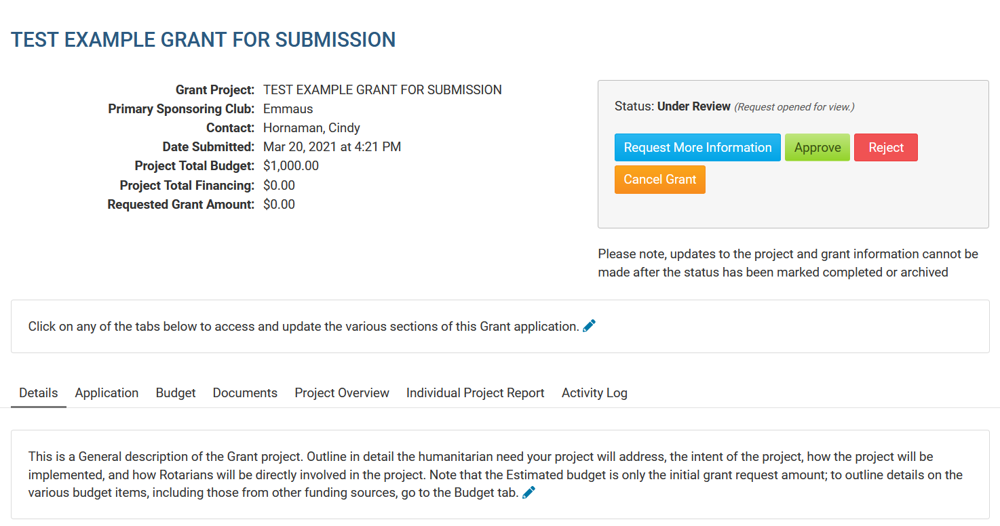 TEST EXAMPLE GRANT FOR SUBMISSION
Grant Project: TEST EXAMPLE GRANT FOR SUBMISSION
Primary Sponsoring Club: Emmaus
Contact: Hornaman, Cindy
Date Submitted: Mar 20, 2021 at 4:21 PM
Project Total Budget: $1,000.00
Project Total Financing: $0.00
Requested Grant Amount: $0.00
Status: Under Review (Request opened for view.)
Request More Information Approve Reject
Cancel Grant
Please note, updates to the project and grant information cannot be
made after the status has been marked completed or archived
Click on any of the tabs below to access and update the various sections of this Grant application.
Details Application Budget Documents Project Overview Individual Project Report Activity Log
This is a General description of the Grant project. Outline in detail the humanitarian need your project will address, the intent of the project, how the project will be
implemented, and how Rotarians will be directly involved in the project. Note that the Estimated budget is only the initial grant request amount; to outline details on the
various budget items, including those from other funding sources, go to the Budget tab.